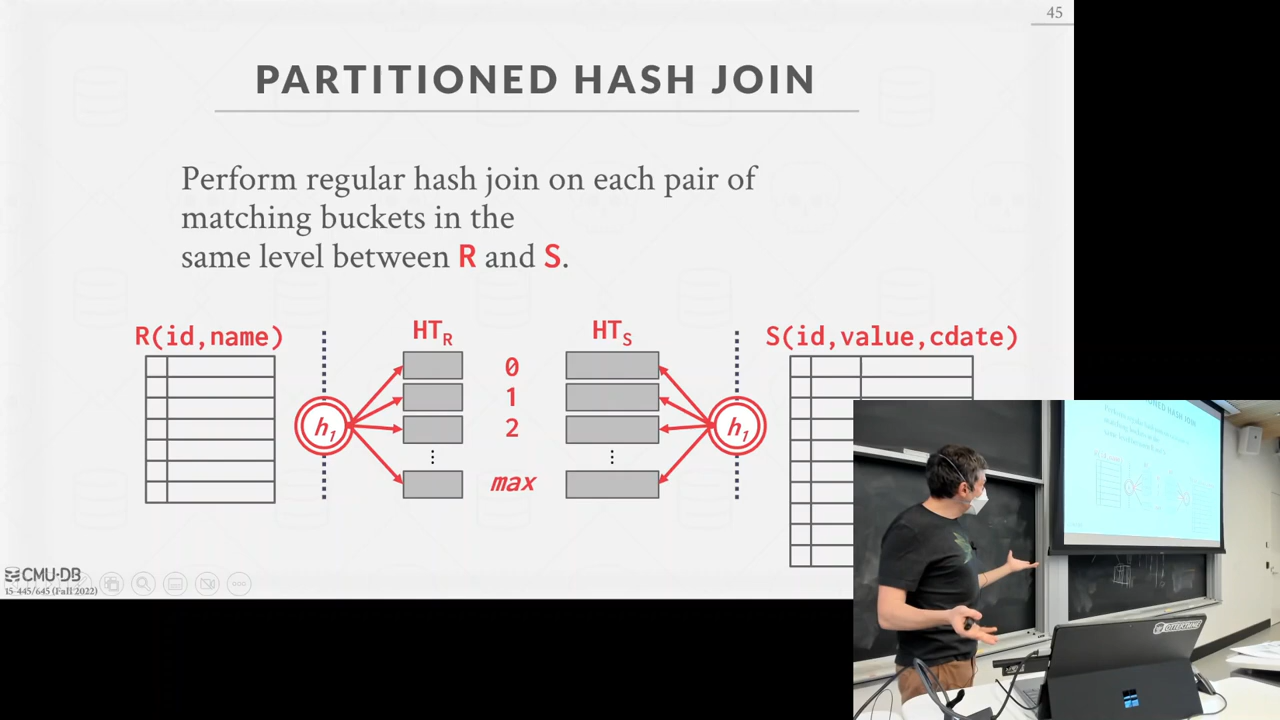 45
PARTITIONED HASH JOIN
Perform regular hash join on each pair of
matching buckets in the
same level between R and S.
R(id,name)
HTR
HTS
S(id,value,cdate)
0
1
2
h1
h1
⋮
⋮
max
CMU·DB
15-445/645 (Fall 2022)